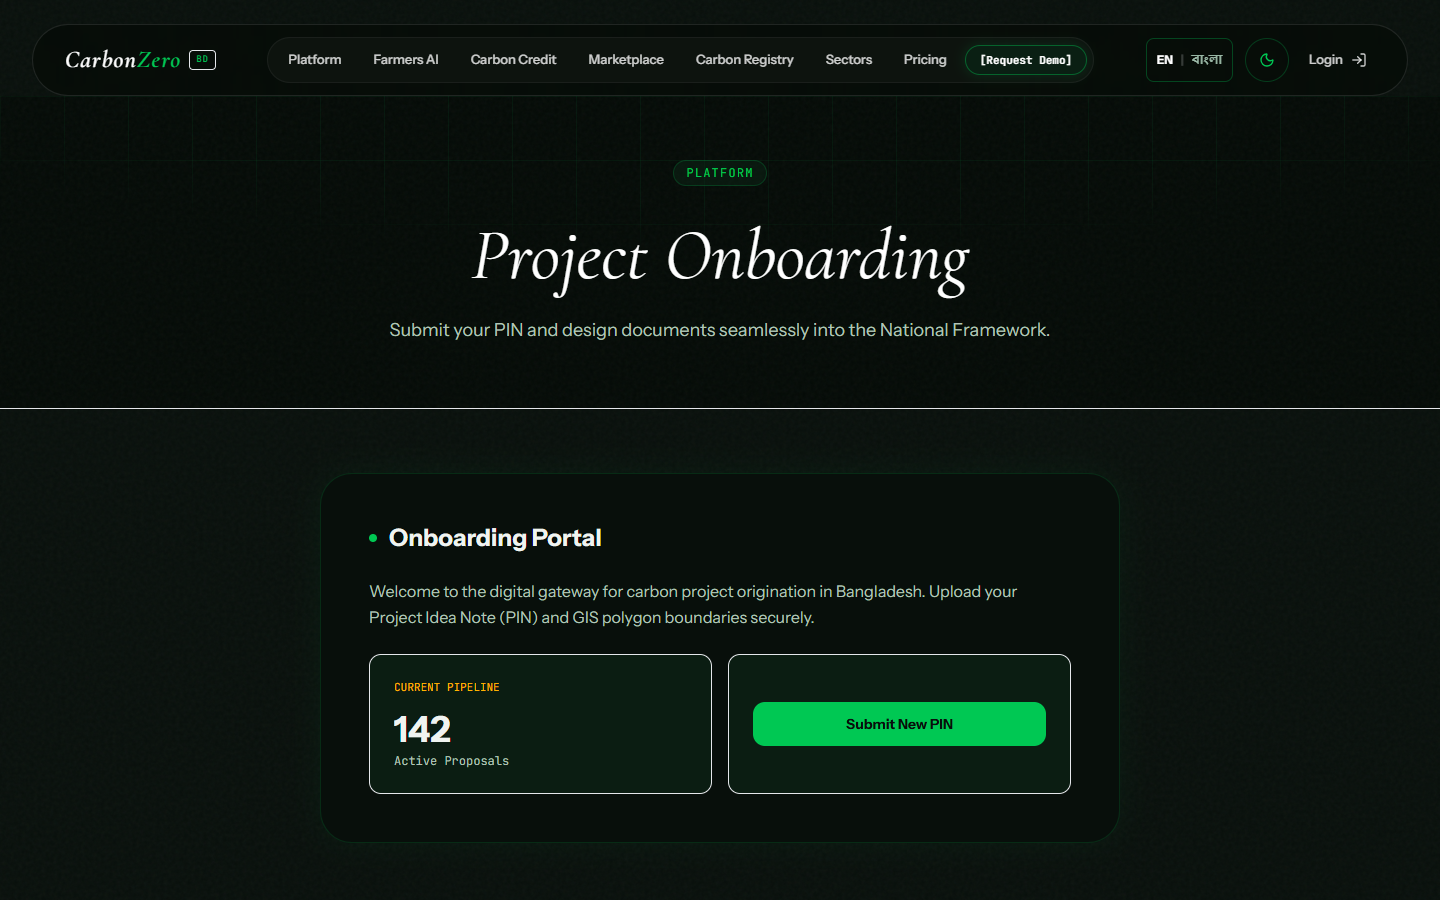 CarbonZero BD
Platform Farmers AI Carbon Credit Marketplace Carbon Registry Sectors Pricing [Request Demo]
EN | বাংলা
Login
PLATFORM
Project Onboarding
Submit your PIN and design documents seamlessly into the National Framework.
Onboarding Portal
Welcome to the digital gateway for carbon project origination in Bangladesh. Upload your
Project Idea Note (PIN) and GIS polygon boundaries securely.
CURRENT PIPELINE
142
Active Proposals
Submit New PIN